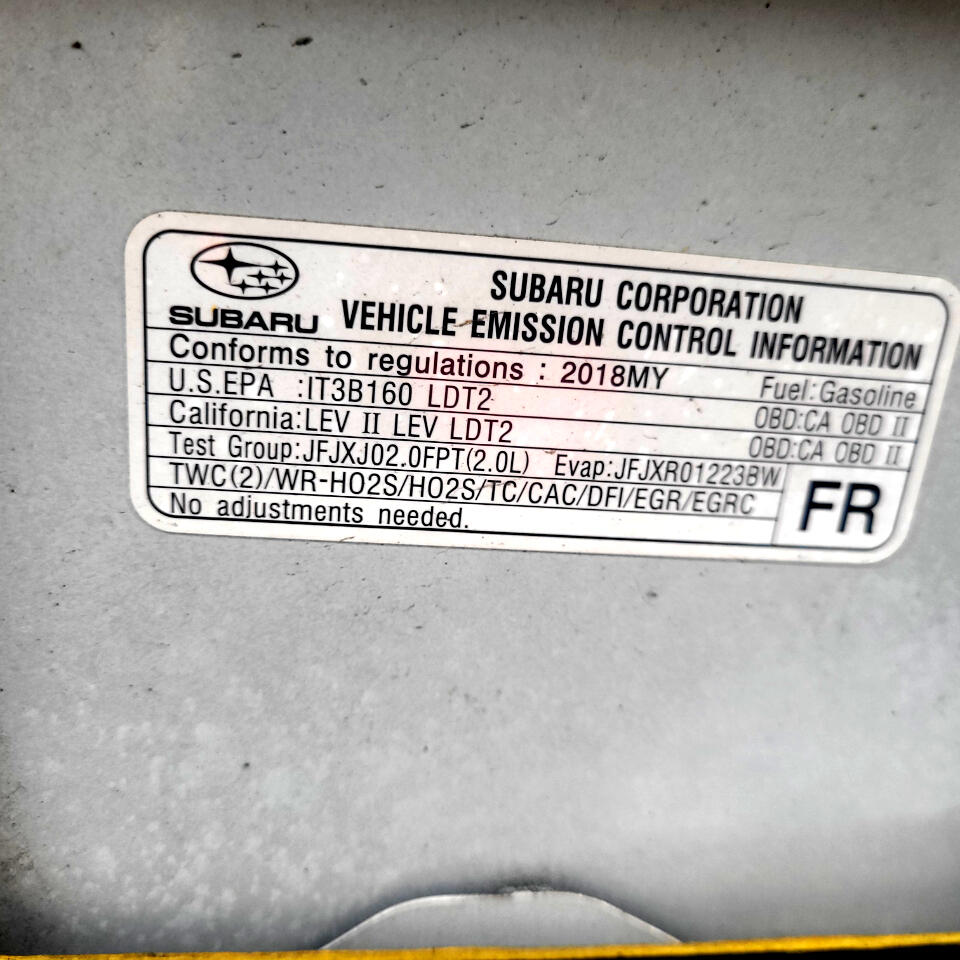 SUBARU CORPORATION
SUBARU VEHICLE EMISSION CONTROL INFORMATION
Conforms to regulations : 2018MY Fuel:Gasoline
U.S.EPA :IT3B160 LDT2 OBD:CA OBD II
California:LEV II LEV LDT2 OBD:CA OBD II
Test Group:JFJXJ02.0FPT(2.0L) Evap:JFJXR01223BW
TWC(2)/WR-HO2S/HO2S/TC/CAC/DFI/EGR/EGRC
FR
No adjustments needed.